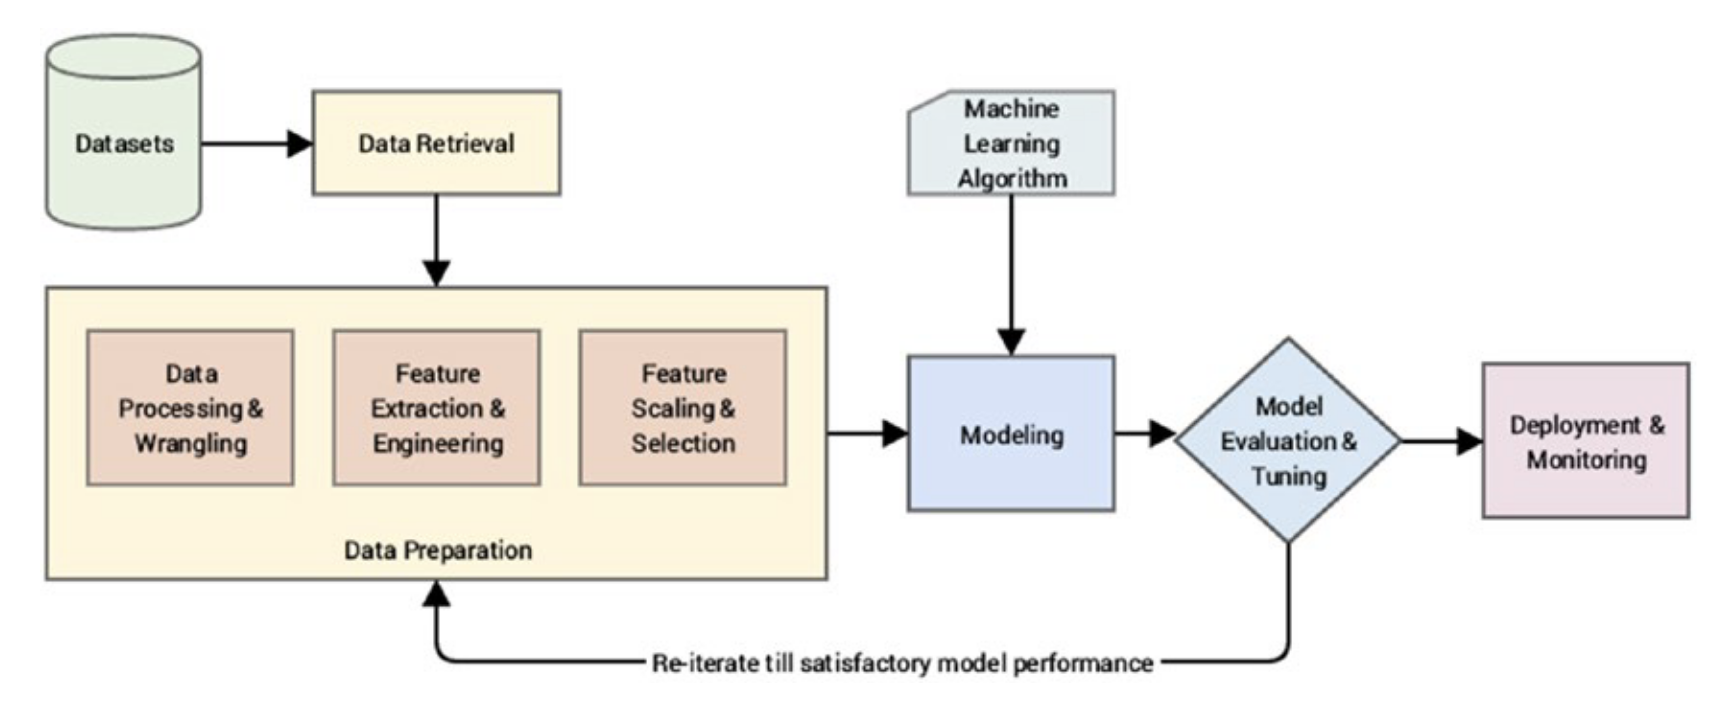 Datasets
Data Retrieval
Machine
Learning
Algorithm
Data
Processing &
Wrangling
Feature
Extraction &
Engineering
Feature
Scaling &
Selection
Data Preparation
Modeling
Model
Evaluation &
Tuning
Deployment &
Monitoring
Re-iterate till satisfactory model performance